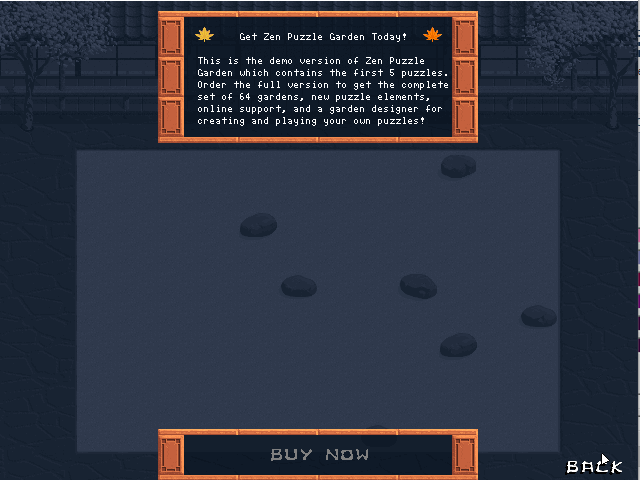 Get Zen Puzzle Garden Today!
This is the demo version of Zen Puzzle
Garden which contains the first 5 puzzles.
Order the full version to get the complete
set of 64 gardens, new puzzle elements,
online support, and a garden designer for
creating and playing your own puzzles!
BUY NOW
BACK